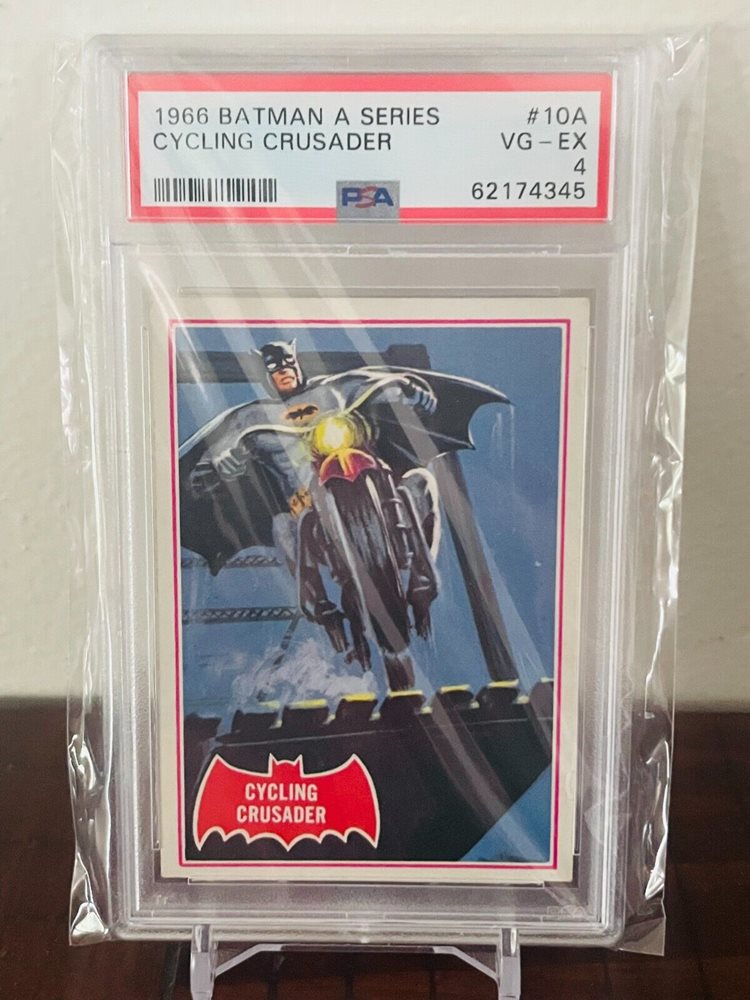 1966 BATMAN A SERIES #10A
CYCLING CRUSADER VG - EX
4
PSA 62174345
CYCLING
CRUSADER